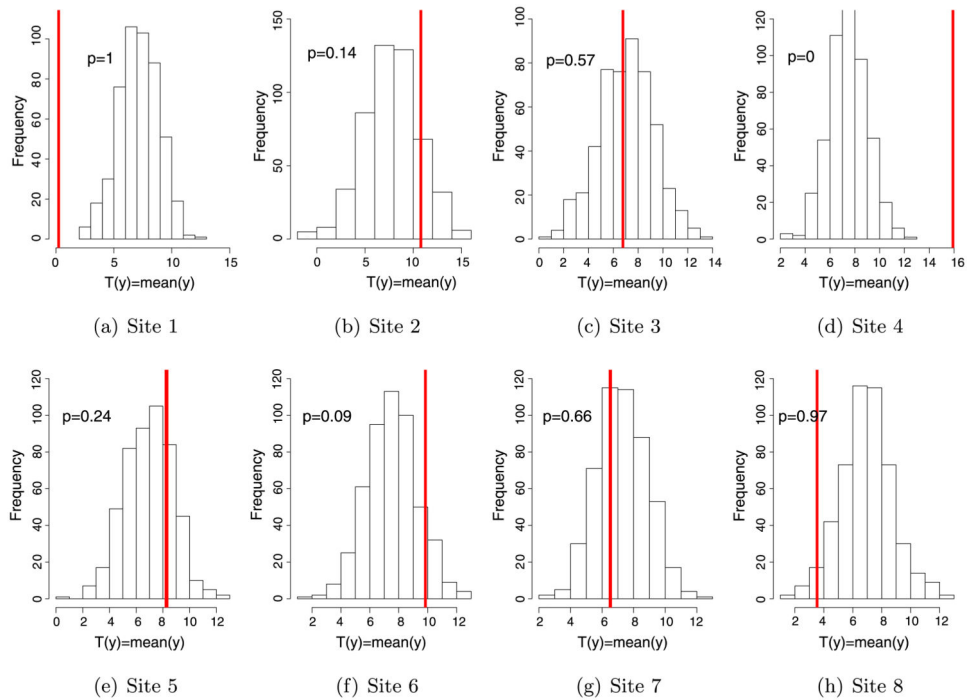 p=1
Frequency
0 20 40 60 80 100
0 5 10 15
T(y)=mean(y)
(a) Site 1
p=0.14
Frequency
0 50 100 150
0 5 10 15
T(y)=mean(y)
(b) Site 2
p=0.57
Frequency
0 20 40 60 80 100
0 2 4 6 8 10 12 14
T(y)=mean(y)
(c) Site 3
p=0
Frequency
0 20 40 60 80 100 120
2 4 6 8 10 12 14 16
T(y)=mean(y)
(d) Site 4
p=0.24
Frequency
0 20 40 60 80 100 120
0 2 4 6 8 10 12
T(y)=mean(y)
(e) Site 5
p=0.09
Frequency
0 20 40 60 80 100 120
2 4 6 8 10 12
T(y)=mean(y)
(f) Site 6
p=0.66
Frequency
0 20 40 60 80 100 120
2 4 6 8 10 12
T(y)=mean(y)
(g) Site 7
p=0.97
Frequency
0 20 40 60 80 100 120
2 4 6 8 10 12
T(y)=mean(y)
(h) Site 8